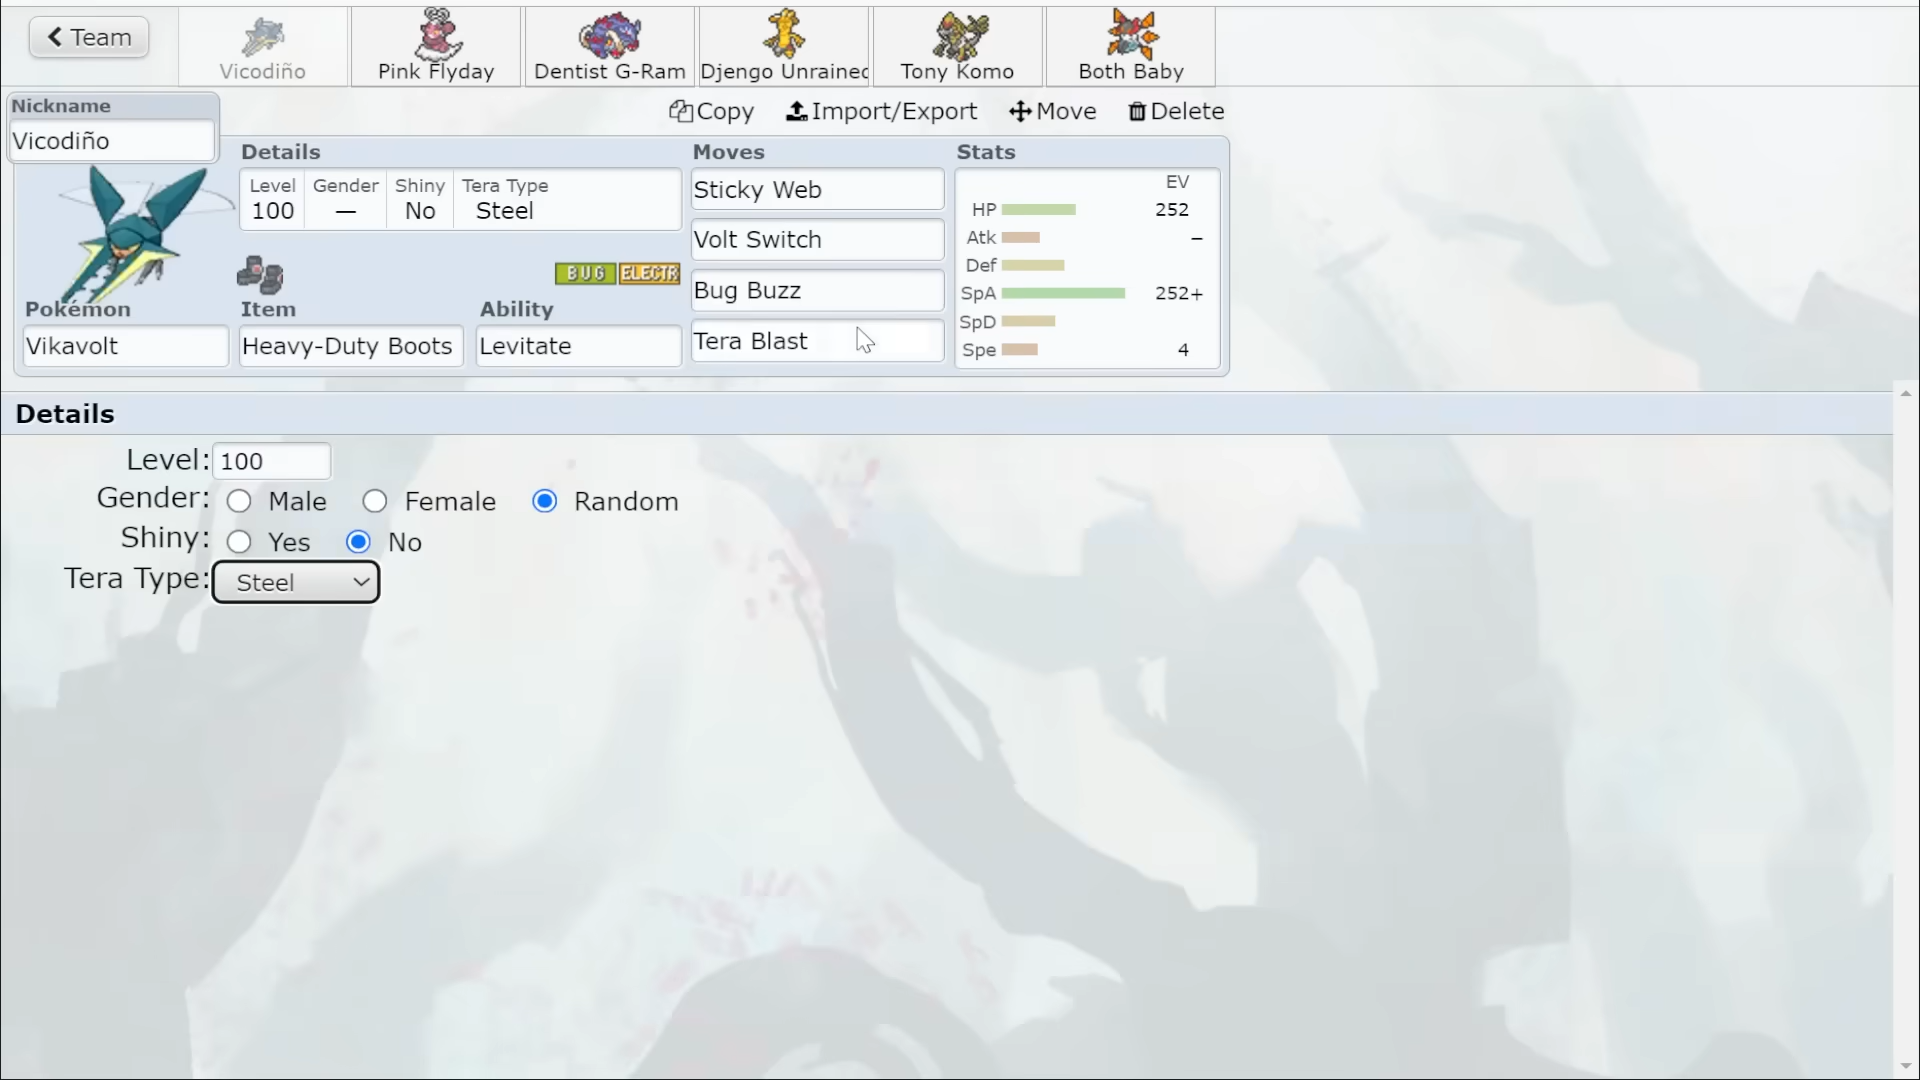 Team
Vicodiño
Pink Flyday
Dentist G-Ram
Djengo Unrained
Tony Komo
Both Baby
Nickname
Vicodiño
Copy
Import/Export
Move
Delete
Details
Level
100
Gender
—
Shiny
No
Tera Type
Steel
BUG
ELECTR
Pokémon
Vikavolt
Item
Heavy-Duty Boots
Ability
Levitate
Moves
Sticky Web
Volt Switch
Bug Buzz
Tera Blast
Stats
EV
HP 252
Atk –
Def
SpA 252+
SpD
Spe 4
Details
Level: 100
Gender: Male Female Random
Shiny: Yes No
Tera Type: Steel